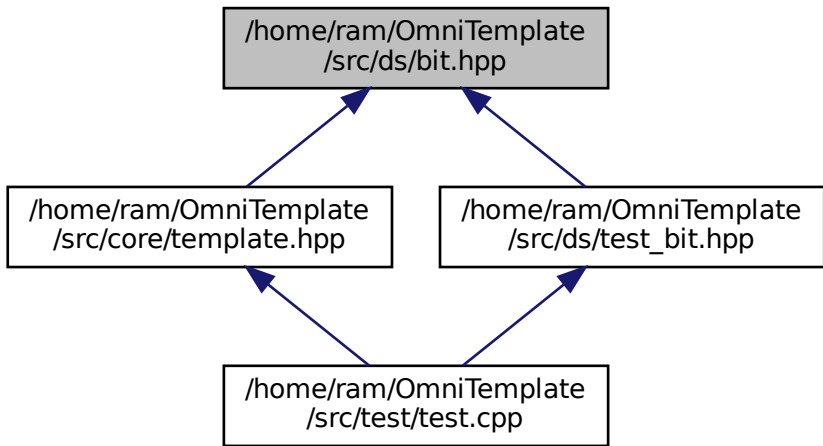 /home/ram/OmniTemplate
/src/ds/bit.hpp
/home/ram/OmniTemplate
/src/core/template.hpp
/home/ram/OmniTemplate
/src/ds/test_bit.hpp
/home/ram/OmniTemplate
/src/test/test.cpp